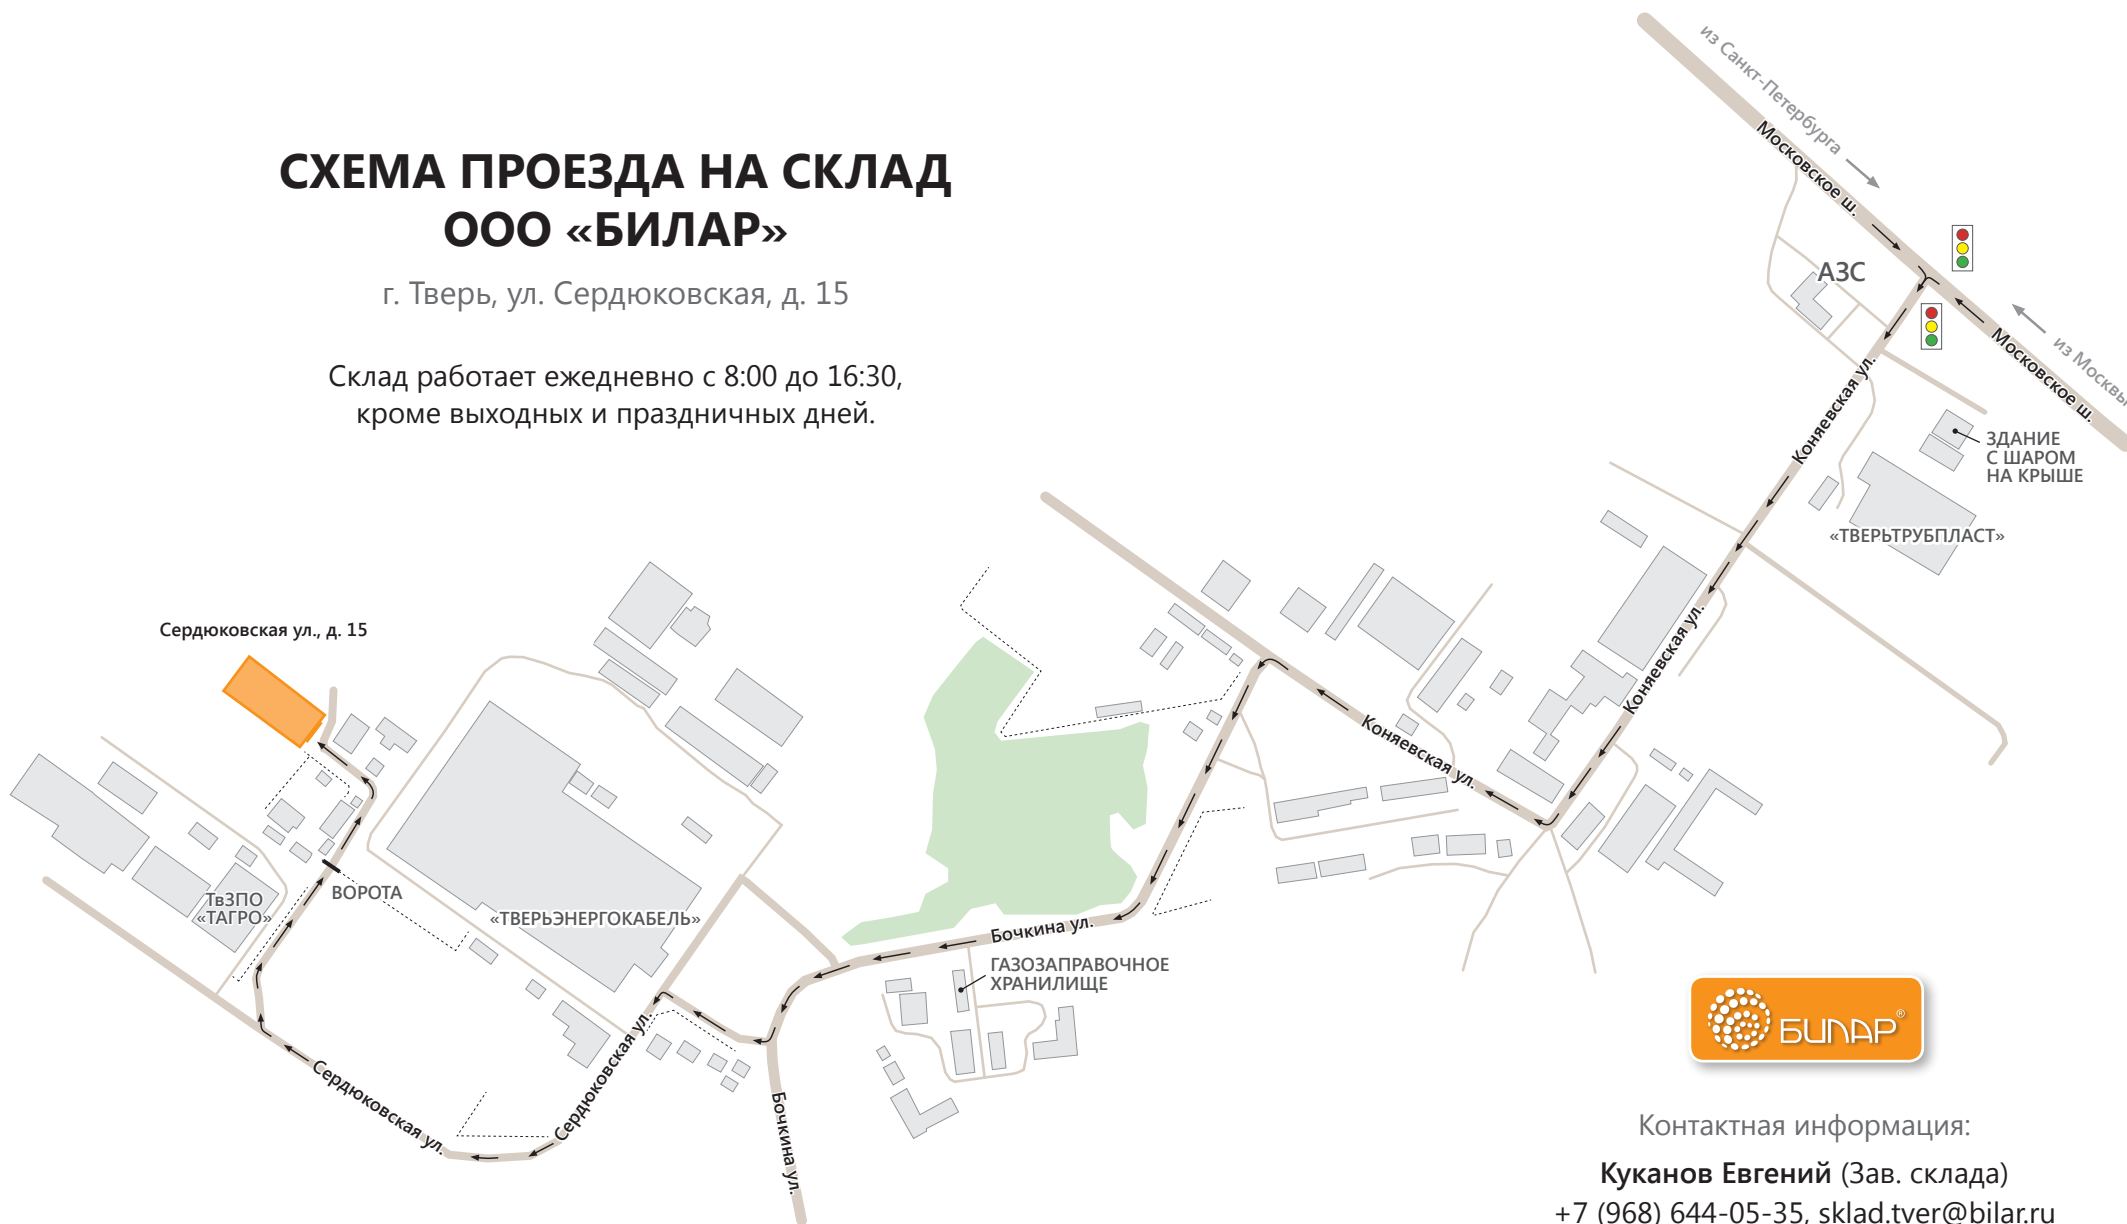 СХЕМА ПРОЕЗДА НА СКЛАД
ООО «БИЛАР»
г. Тверь, ул. Сердюковская, д. 15
Склад работает ежедневно с 8:00 до 16:30,
кроме выходных и праздничных дней.
из Санкт-Петербурга
Московское ш.
АЗС
из Москвы
Московское ш.
Коняевская ул.
ЗДАНИЕ
С ШАРОМ
НА КРЫШЕ
«ТВЕРЬТРУБПЛАСТ»
Коняевская ул.
Коняевская ул.
Сердюковская ул., д. 15
ВОРОТА
ТвЗПО
«ТАГРО»
«ТВЕРЬЭНЕРГОКАБЕЛЬ»
Бочкина ул.
ГАЗОЗАПРАВОЧНОЕ
ХРАНИЛИЩЕ
Сердюковская ул.
Сердюковская ул.
Бочкина ул.
БИЛАР®
Контактная информация:
Куканов Евгений (Зав. склада)
+7 (968) 644-05-35, sklad.tver@bilar.ru